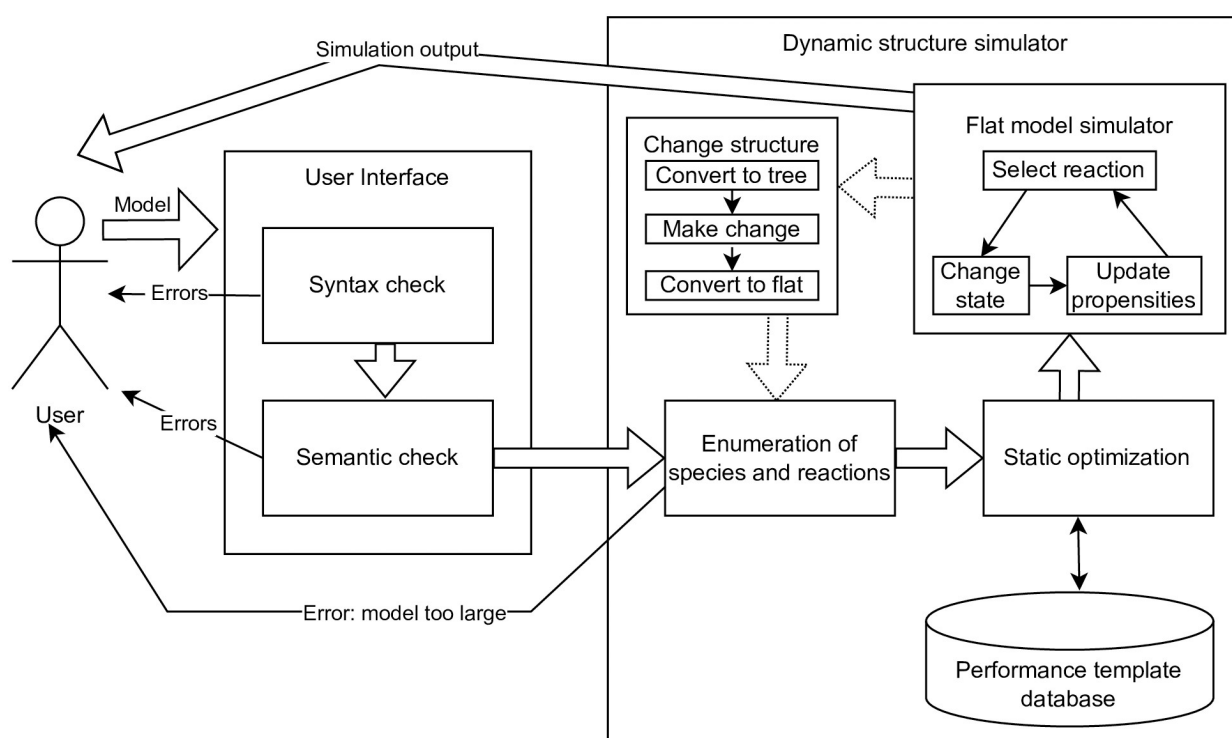 Simulation output
Dynamic structure simulator
Flat model simulator
Change structure
Select reaction
Convert to tree
User Interface
Model
Make change
Change
state
Update
propensities
Syntax check
Errors
Convert to flat
User
Errors
Semantic check
Enumeration of
species and reactions
Static optimization
Error: model too large
Performance template
database